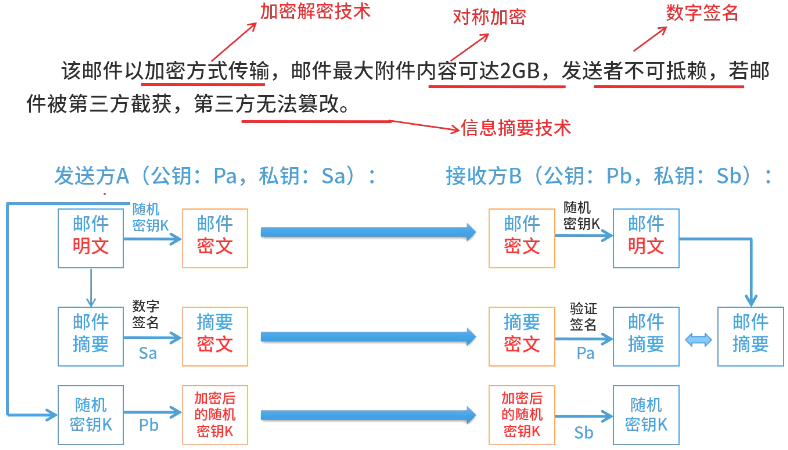 加密解密技术
对称加密
数字签名
该邮件以加密方式传输，邮件最大附件内容可达2GB，发送者不可抵赖，若邮
件被第三方截获，第三方无法篡改。
信息摘要技术
发送方A（公钥：Pa，私钥：Sa）：
接收方B（公钥：Pb，私钥：Sb）：
邮件
明文
随机
密钥K
邮件
密文
邮件
密文
随机
密钥K
邮件
明文
邮件
摘要
数字
签名
Sa
摘要
密文
摘要
密文
验证
签名
Pa
邮件
摘要
邮件
摘要
随机
密钥K
Pb
加密后
的随机
密钥K
加密后
的随机
密钥K
Sb
随机
密钥K